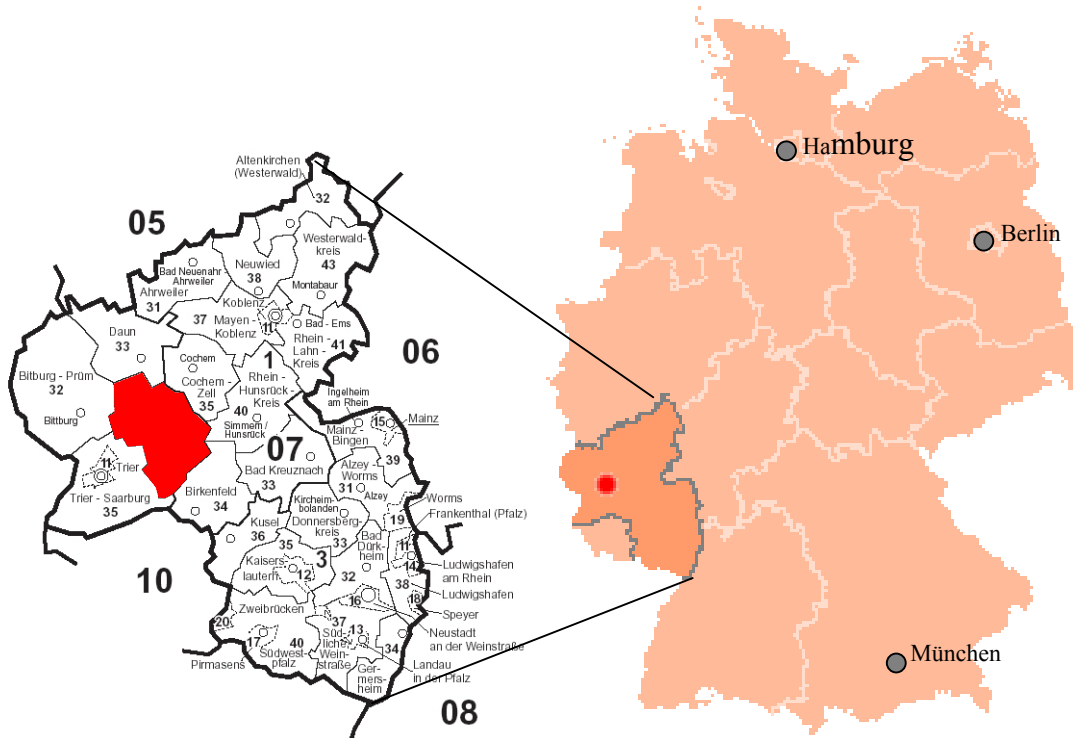 Altenkirchen
(Westerwald)
32
05
Westerwald-
kreis
43
Neuwied
38
Montabaur
Bad Neuenahr -
Ahrweiler
Ahrweiler
31
37
Koblenz
Mayen -
Koblenz
11
Bad - Ems
Rhein -
Lahn -
Kreis
41
06
Daun
33
Cochem
Cochem -
Zell
35
1
Rhein -
Hunsrück -
Kreis
40
Simmern /
Hunsrück
Bitburg - Prüm
32
Bittburg
Ingelheim
am Rhein
15
Mainz
Mainz -
Bingen
39
07
Bad Kreuznach
33
Alzey -
Worms
31
Alzey
11
Trier
Trier - Saarburg
35
Birkenfeld
34
Kircheim-
bolanden
Donnersberg-
kreis
33
Worms
19
Frankenthal (Pfalz)
Kusel
36
35
Kaisers
lautern
12
3
Bad
Dürk-
heim
32
11
14
Ludwigshafen
am Rhein
38
Ludwigshafen
10
Zweibrücken
20
16
18
Speyer
37
13
Neustadt
an der Weinstraße
17
Pirmasens
40
Südwest-
pfalz
Süd-
liche
Wein-
straße
34
Landau
in der Pfalz
Ger-
mers-
heim
08
Hamburg
Berlin
München